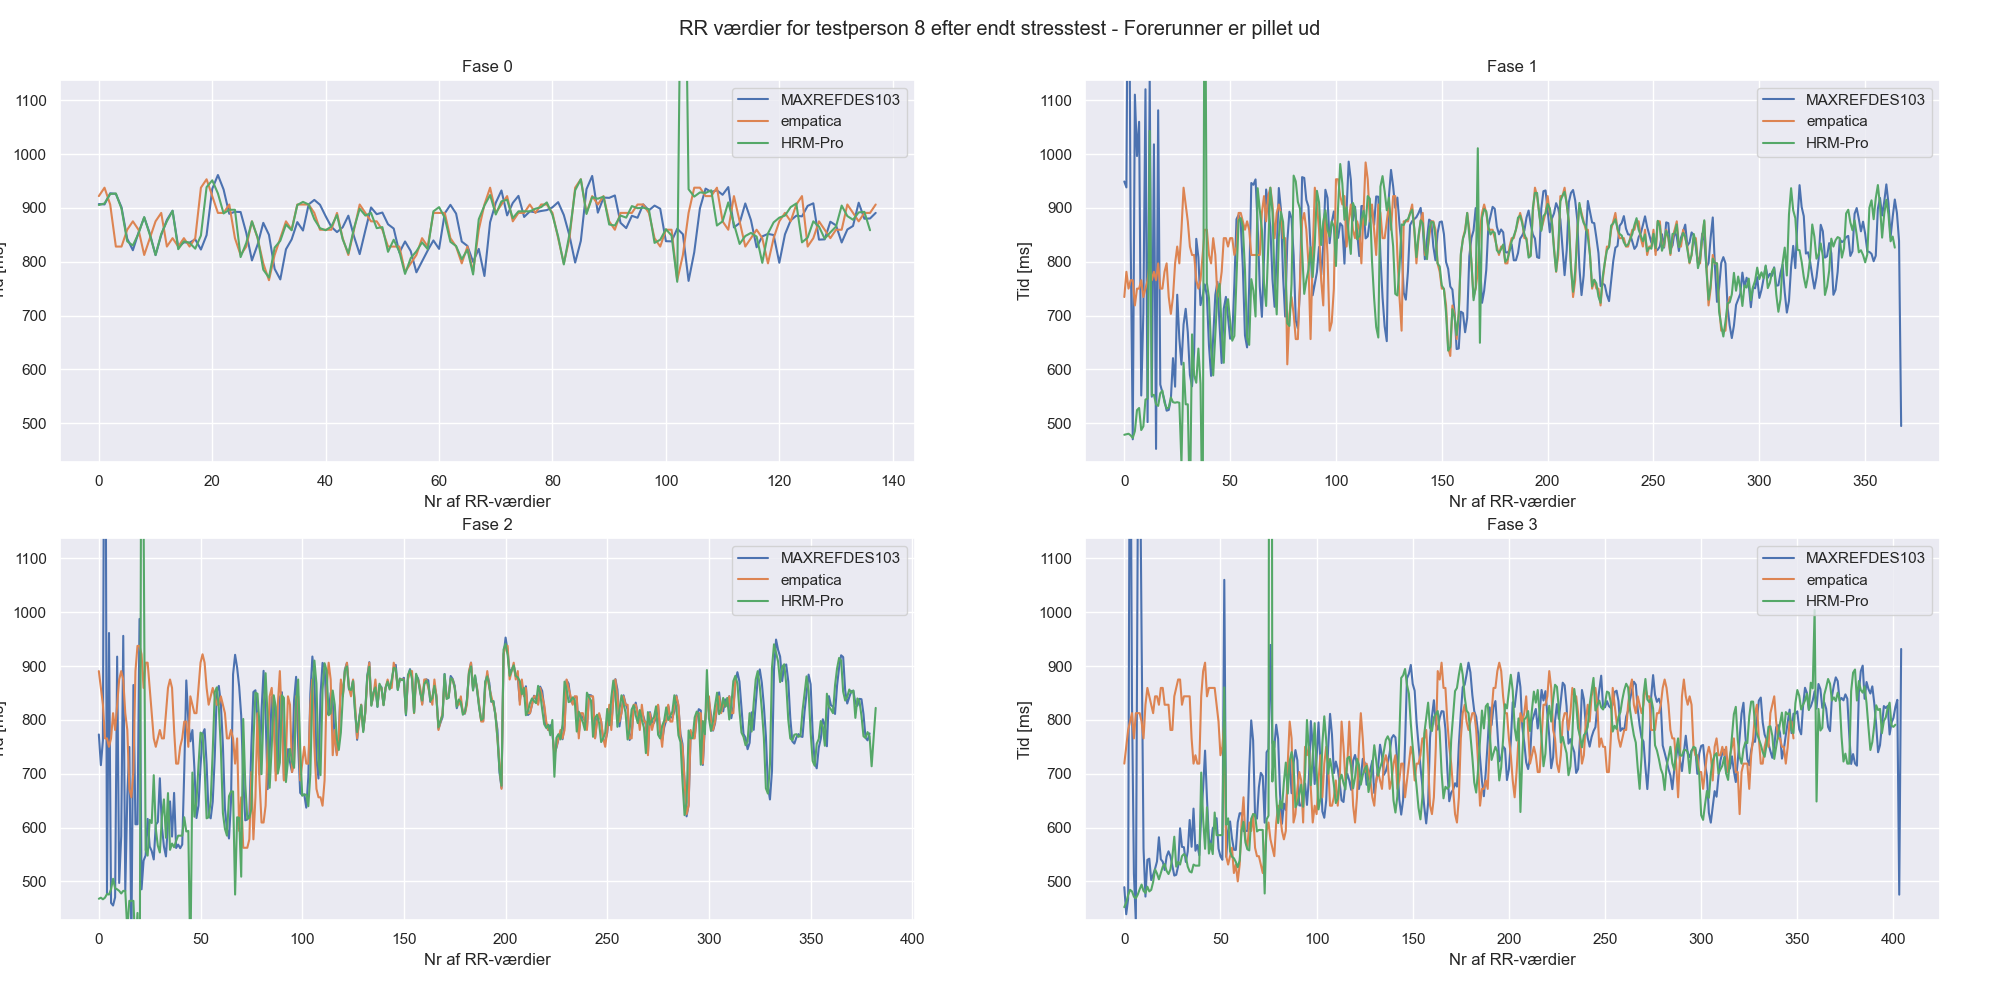 RR værdier for testperson 8 efter endt stresstest - Forerunner er pillet ud
Fase 0
1100
1000
900
800
700
600
500
MAXREFDES103
empatica
HRM-Pro
0 20 40 60 80 100 120 140
Nr af RR-værdier
Fase 1
Tid [ms]
1100
1000
900
800
700
600
500
MAXREFDES103
empatica
HRM-Pro
0 50 100 150 200 250 300 350
Nr af RR-værdier
Fase 2
1100
1000
900
800
700
600
500
MAXREFDES103
empatica
HRM-Pro
0 50 100 150 200 250 300 350 400
Nr af RR-værdier
Fase 3
Tid [ms]
1100
1000
900
800
700
600
500
MAXREFDES103
empatica
HRM-Pro
0 50 100 150 200 250 300 350 400
Nr af RR-værdier